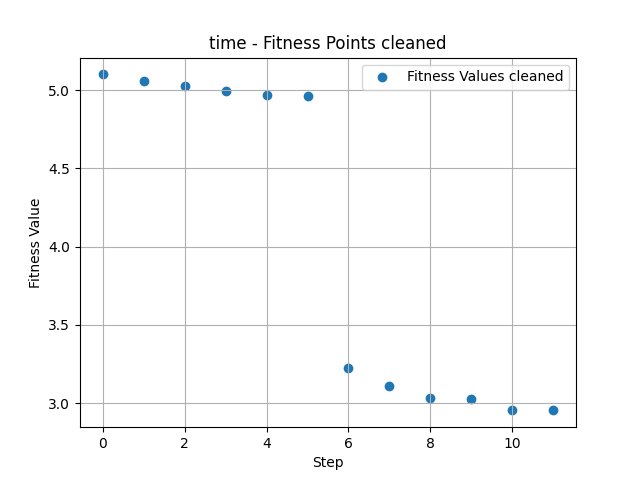 time - Fitness Points cleaned
Fitness Values cleaned
5.0
4.5
4.0
3.5
3.0
Fitness Value
0 2 4 6 8 10
Step